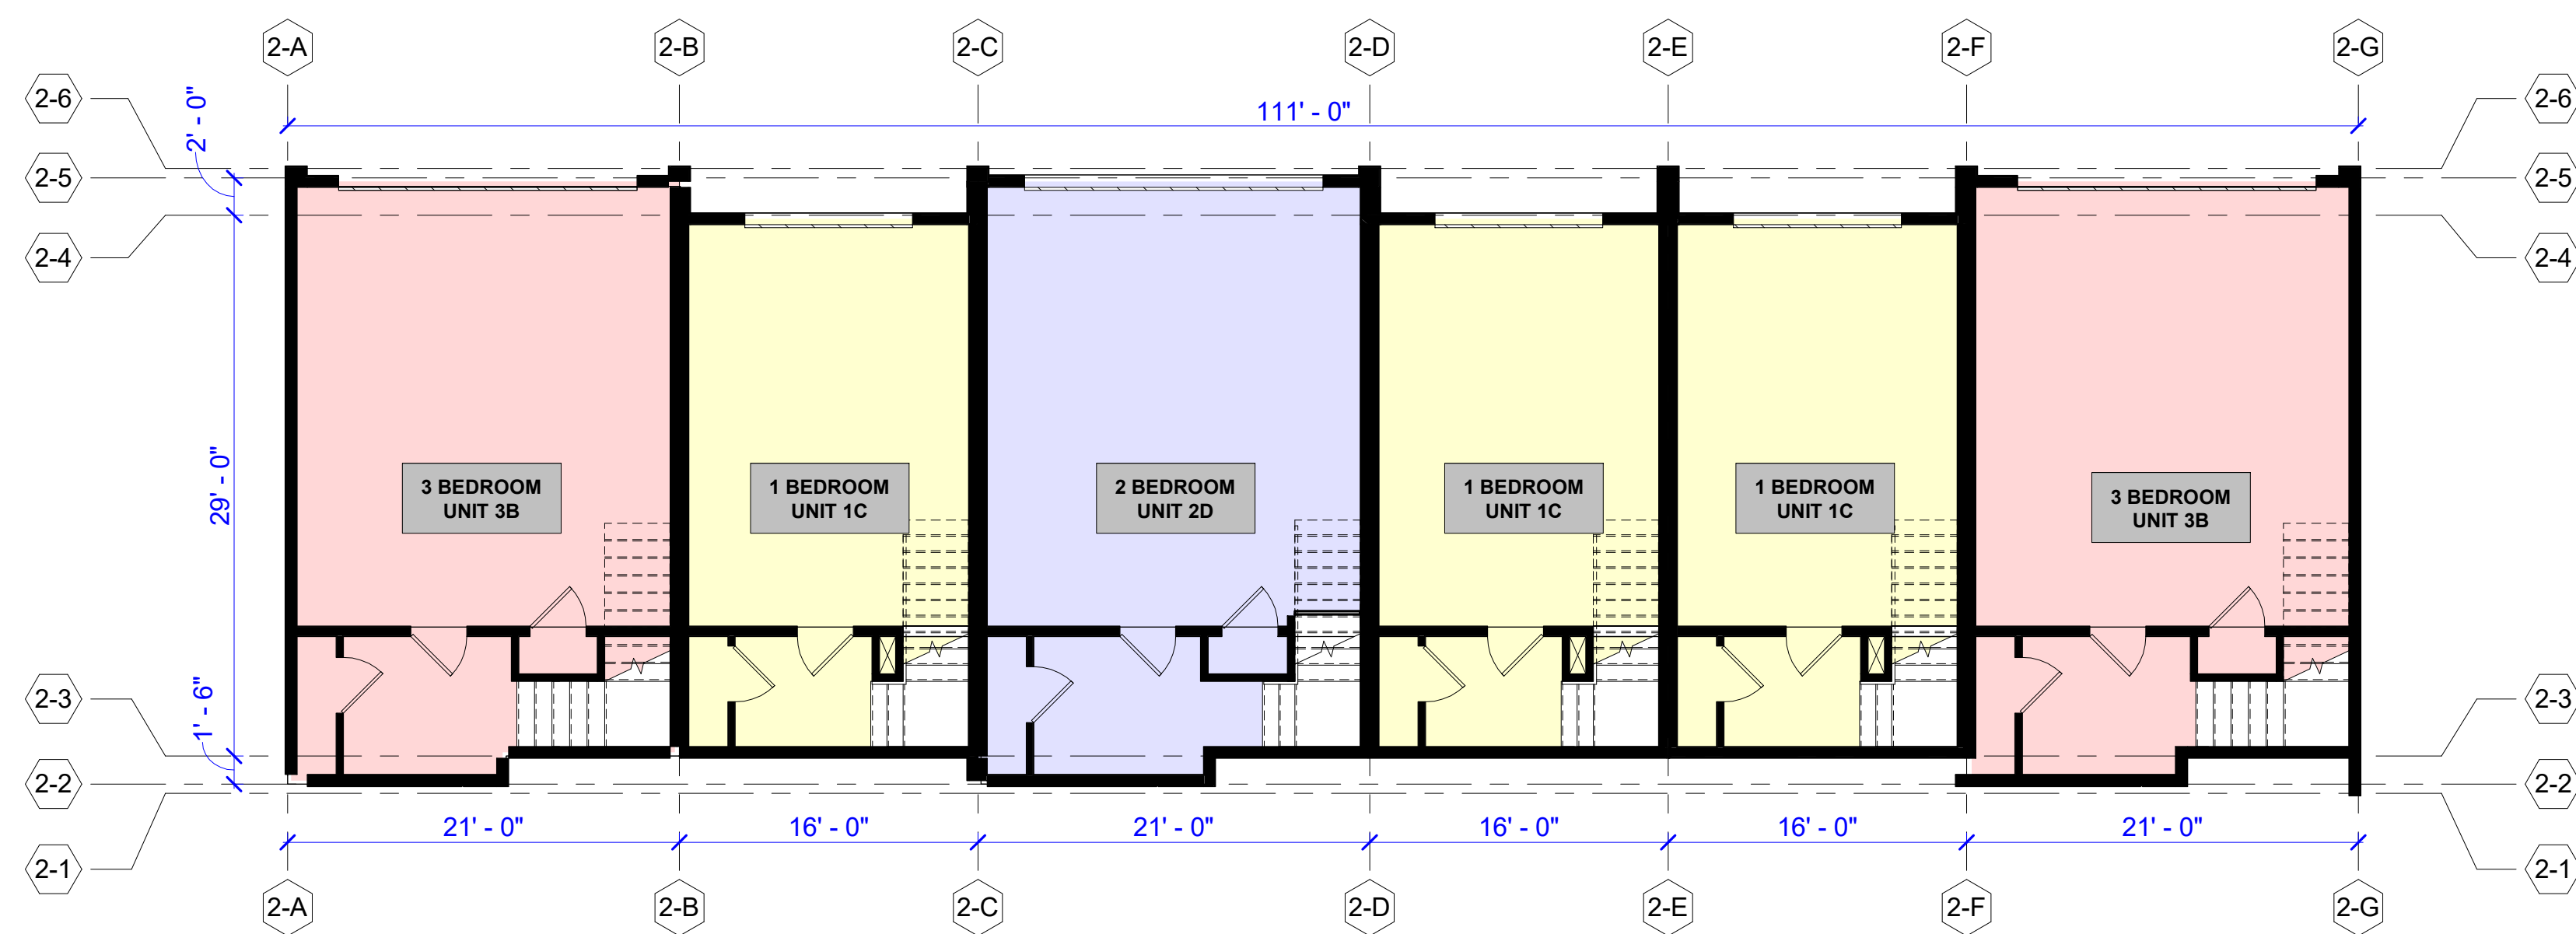 2-A 2-B 2-C 2-D 2-E 2-F 2-G
2-6 2-6
111' - 0"
2' - 0"
2-5 2-5
2-4 2-4
3 BEDROOM
UNIT 3B
1 BEDROOM
UNIT 1C
2 BEDROOM
UNIT 2D
1 BEDROOM
UNIT 1C
1 BEDROOM
UNIT 1C
3 BEDROOM
UNIT 3B
29' - 0"
2-3 2-3
1' - 6"
2-2 2-2
21' - 0" 16' - 0" 21' - 0" 16' - 0" 16' - 0" 21' - 0"
2-1 2-1
2-A 2-B 2-C 2-D 2-E 2-F 2-G